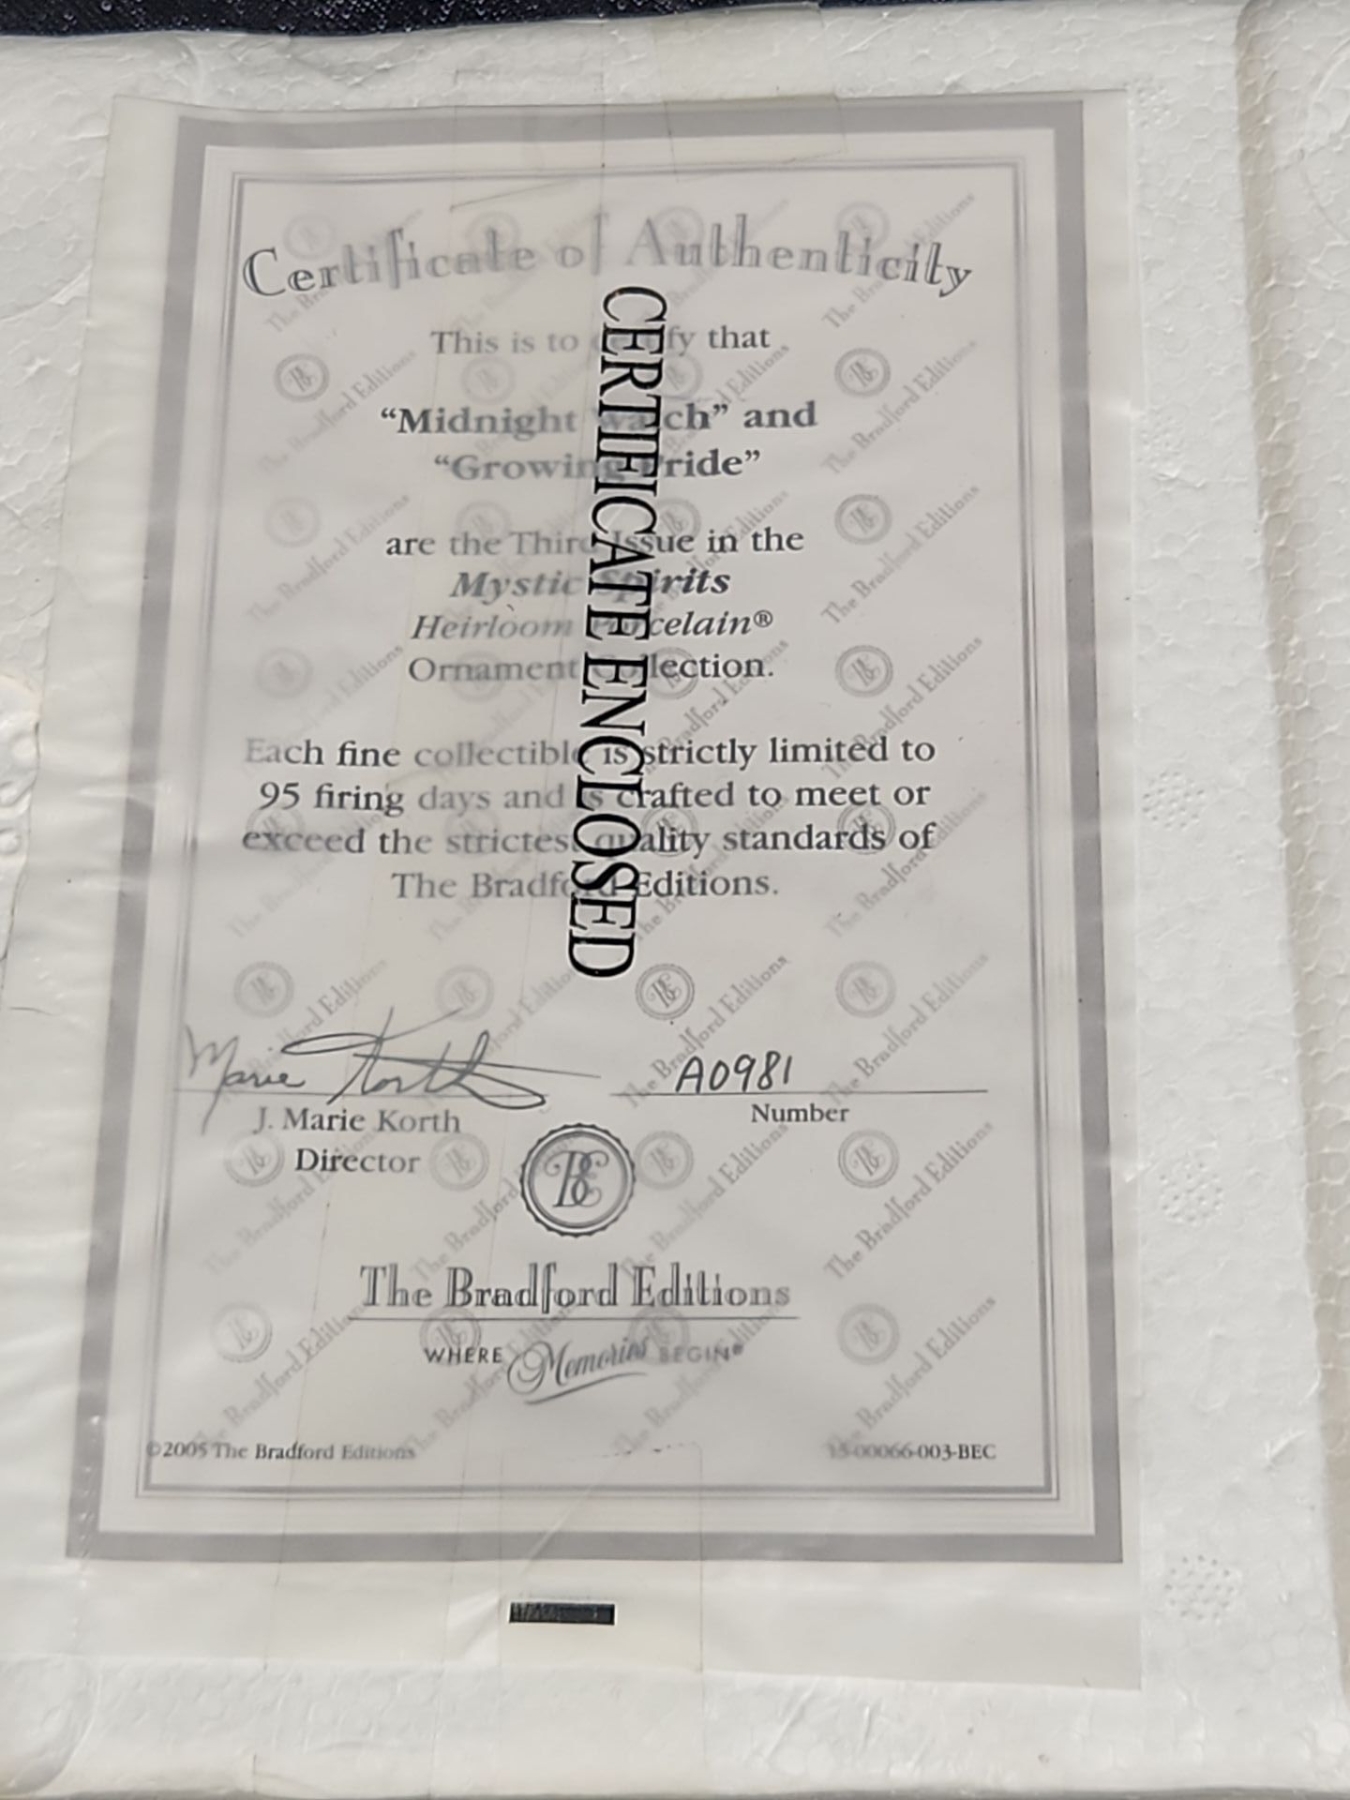 Certificate of Authenticity
This is to certify that
“Midnight Watch” and
“Growing Pride”
are the Third Issue in the
Mystic Spirits
Heirloom Porcelain®
Ornament Collection.
Each fine collectible is strictly limited to
95 firing days and is crafted to meet or
exceed the strictest quality standards of
The Bradford Editions.
CERTIFICATE ENCLOSED
Marie Korth
A0981
J. Marie Korth
Number
Director
BE
The Bradford Editions
WHERE Memories BEGIN®
©2005 The Bradford Editions
15-00066-003-BEC